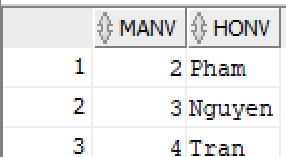 MANV HONV
1 2 Pham
2 3 Nguyen
3 4 Tran